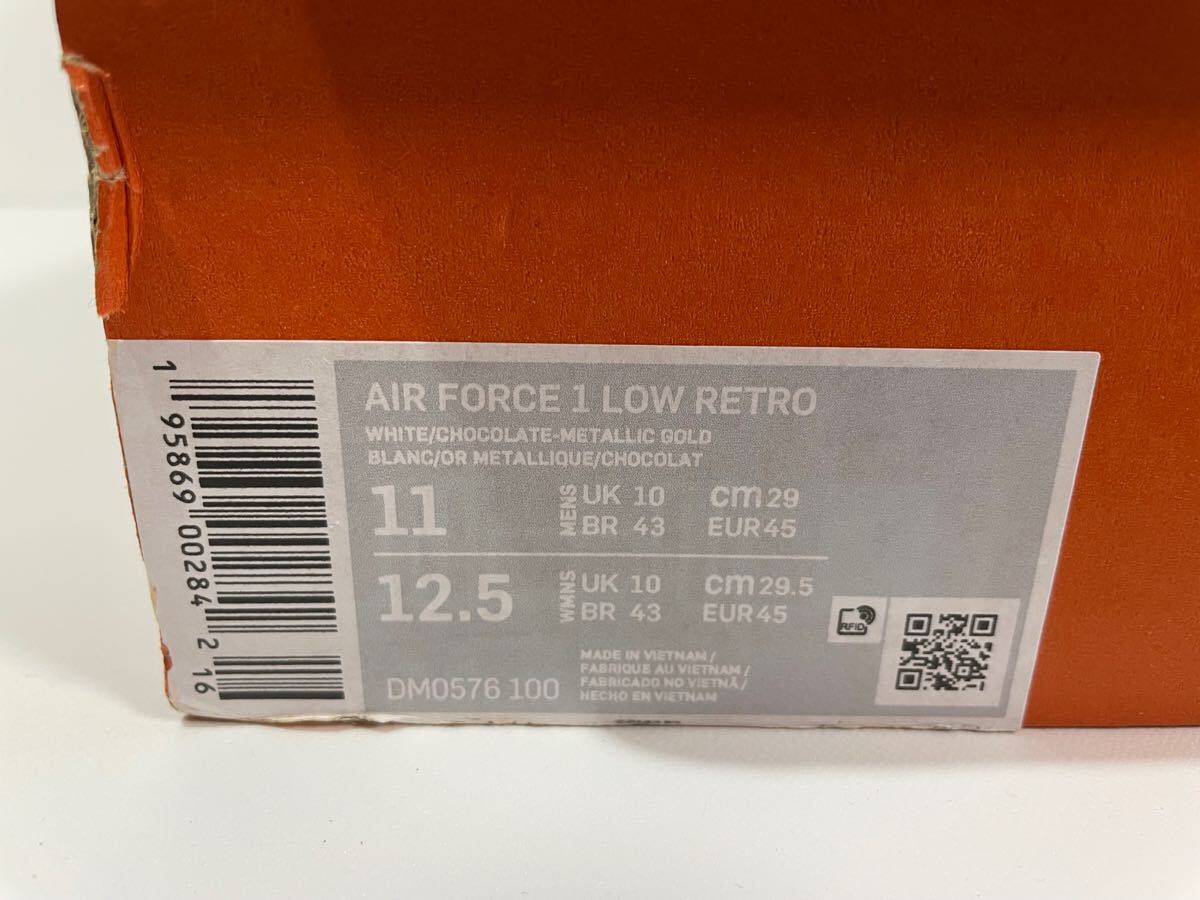 AIR FORCE 1 LOW RETRO
WHITE/CHOCOLATE-METALLIC GOLD
BLANC/OR METALLIQUE/CHOCOLAT
11 MENS UK 10 cm 29
BR 43 EUR 45
12.5 WMNS UK 10 cm 29.5
BR 43 EUR 45
RFID
DM0576 100
MADE IN VIETNAM /
FABRIQUE AU VIETNAM /
FABRICADO NO VIETNÃ /
HECHO EN VIETNAM
1 95869 00284 2 16